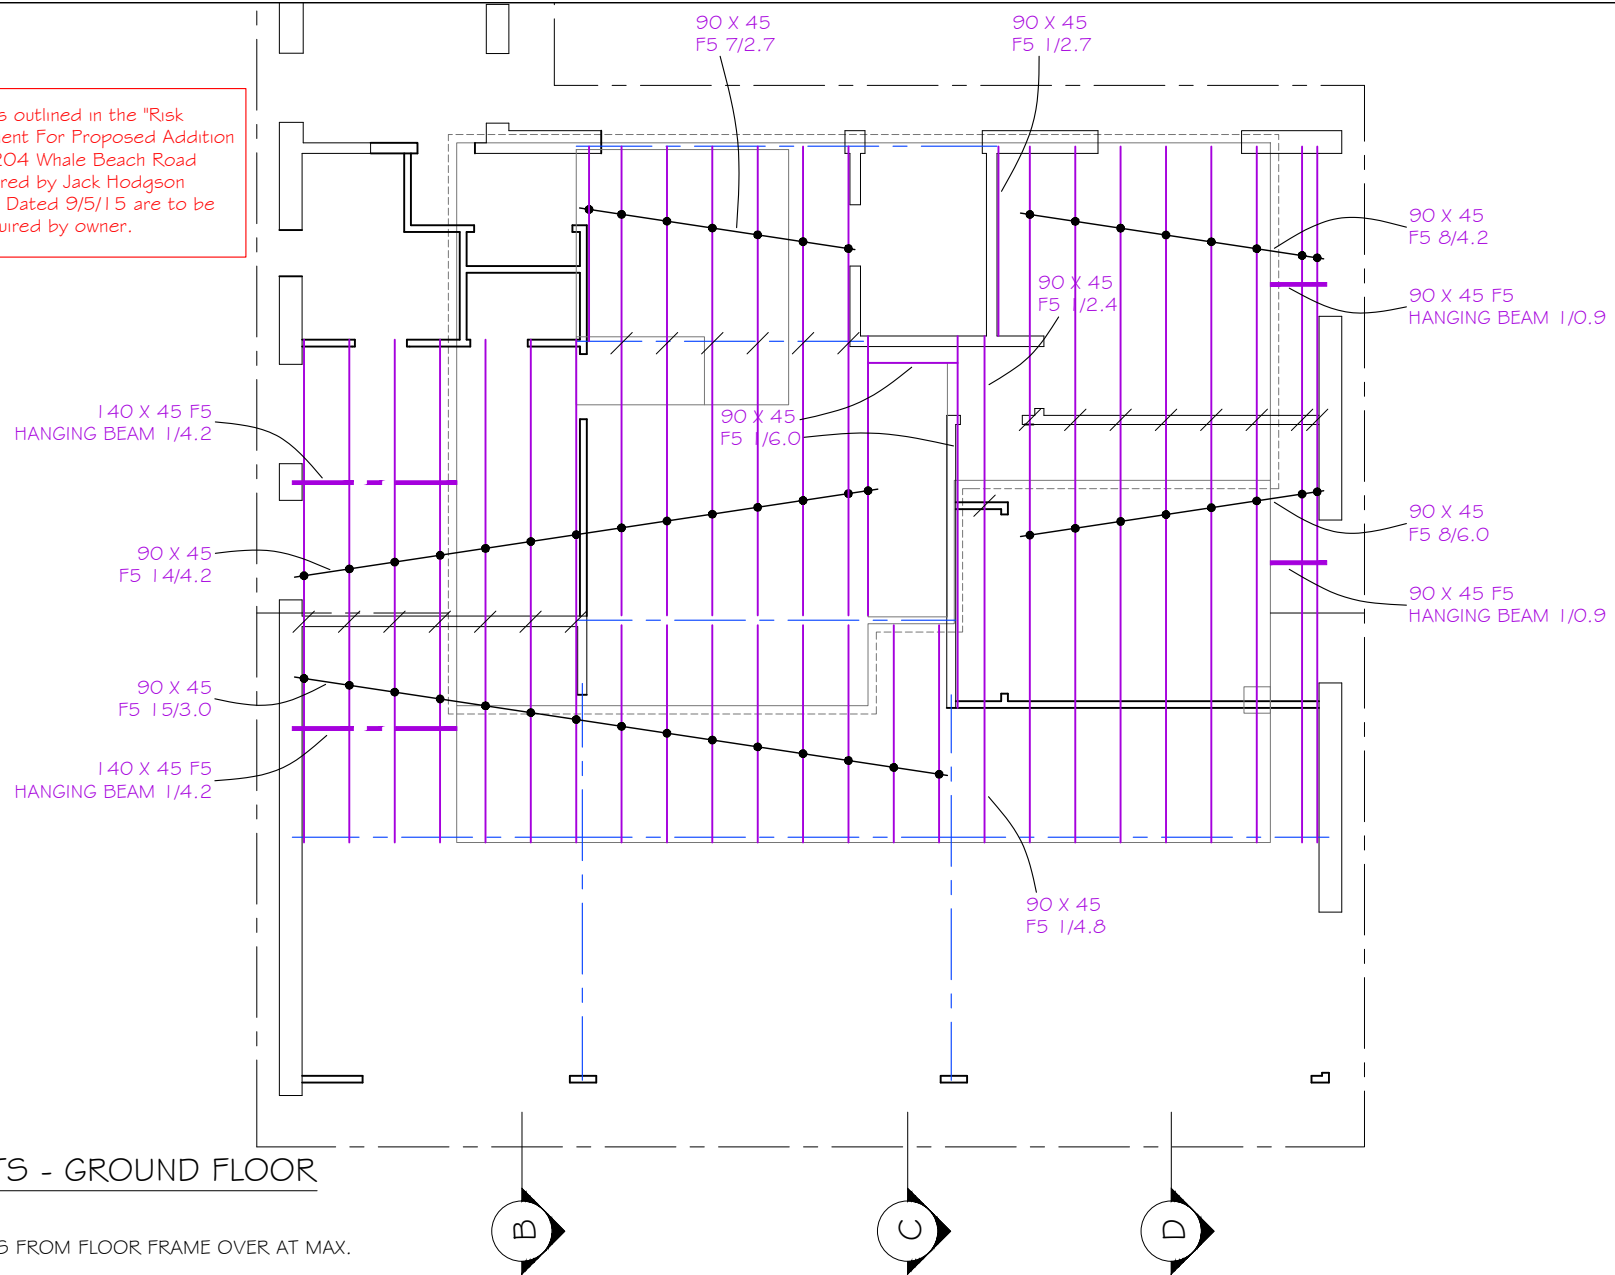 90 X 45
F5 7/2.7
90 X 45
F5 1/2.7
s outlined in the "Risk
ent For Proposed Addition
204 Whale Beach Road
red by Jack Hodgson
Dated 9/5/15 are to be
uired by owner.
90 X 45
F5 8/4.2
90 X 45
F5 1/2.4
90 X 45 F5
HANGING BEAM 1/0.9
140 X 45 F5
HANGING BEAM 1/4.2
90 X 45
F5 1/6.0
90 X 45
F5 8/6.0
90 X 45
F5 14/4.2
90 X 45 F5
HANGING BEAM 1/0.9
90 X 45
F5 15/3.0
140 X 45 F5
HANGING BEAM 1/4.2
90 X 45
F5 1/4.8
TS - GROUND FLOOR
B
C
D
S FROM FLOOR FRAME OVER AT MAX.